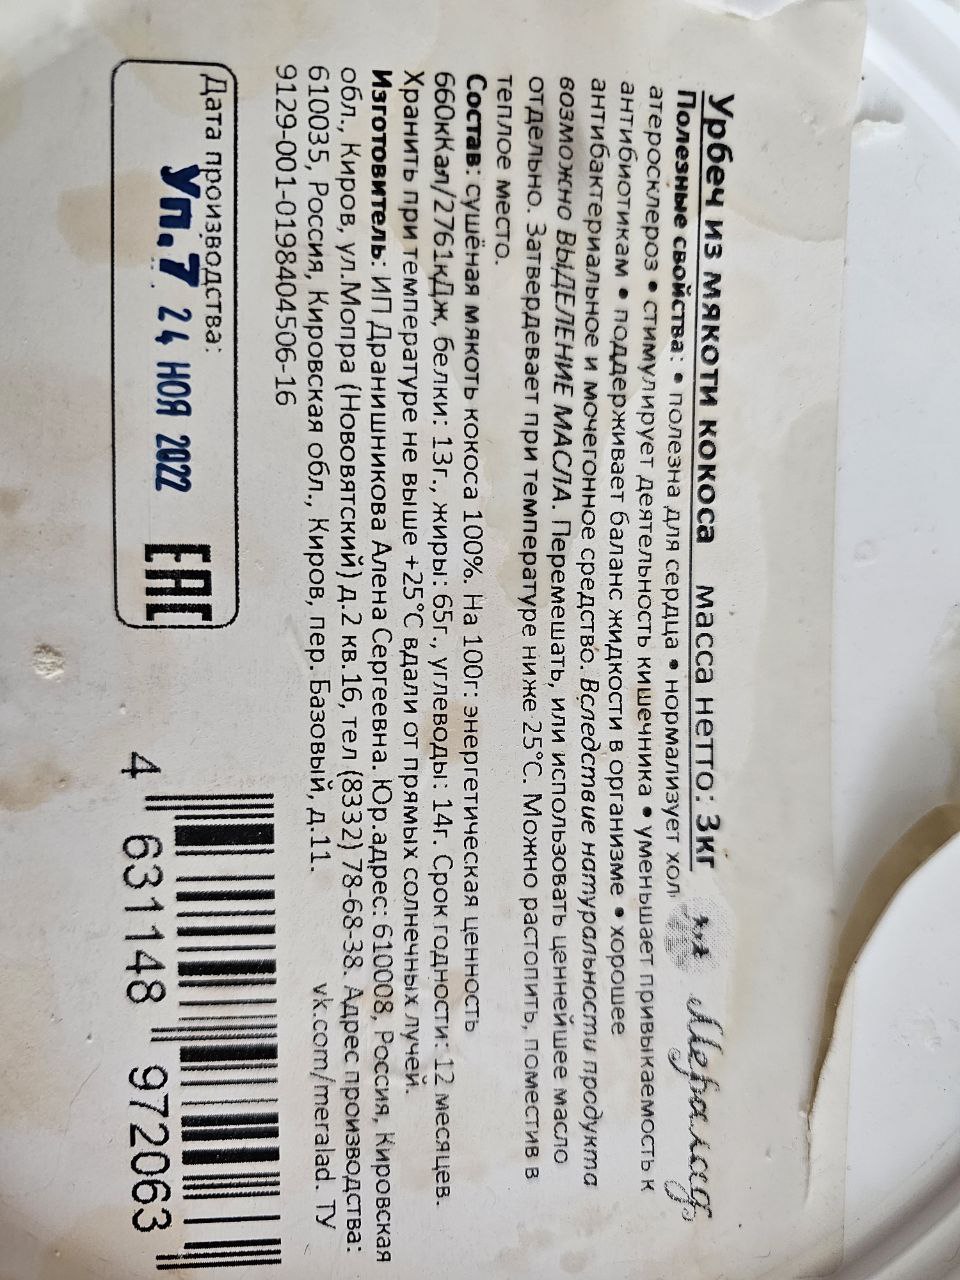 Урбеч из мякоти кокоса масса нетто: 3кг
Мералад
Полезные свойства: • полезна для сердца • нормализует хол
атеросклероз • стимулирует деятельность кишечника • уменьшает привыкаемость к
антибиотикам • поддерживает баланс жидкости в организме • хорошее
антибактериальное и мочегонное средство. Вследствие натуральности продукта
возможно ВЫДЕЛЕНИЕ МАСЛА. Перемешать, или использовать ценнейшее масло
отдельно. Затвердевает при температуре ниже 25°С. Можно растопить, поместив в
теплое место.
Состав: сушёная мякоть кокоса 100%. На 100г: энергетическая ценность
660кКал/2761кДж, белки: 13г., жиры: 65г., углеводы: 14г. Срок годности: 12 месяцев.
Хранить при температуре не выше +25°С вдали от прямых солнечных лучей.
Изготовитель: ИП Дранишникова Алена Сергеевна. Юр.адрес: 610008, Россия, Кировская
обл., Киров, ул.Мопра (Нововятский) д.2 кв.16, тел (8332) 78-68-38. Адрес производства:
610035, Россия, Кировская обл., Киров, пер. Базовый, д.11. vk.com/meralad. ТУ
9129-001-0198404506-16
Дата производства:
Уп.7 24 НОЯ 2022
ЕАС
4 631148 972063